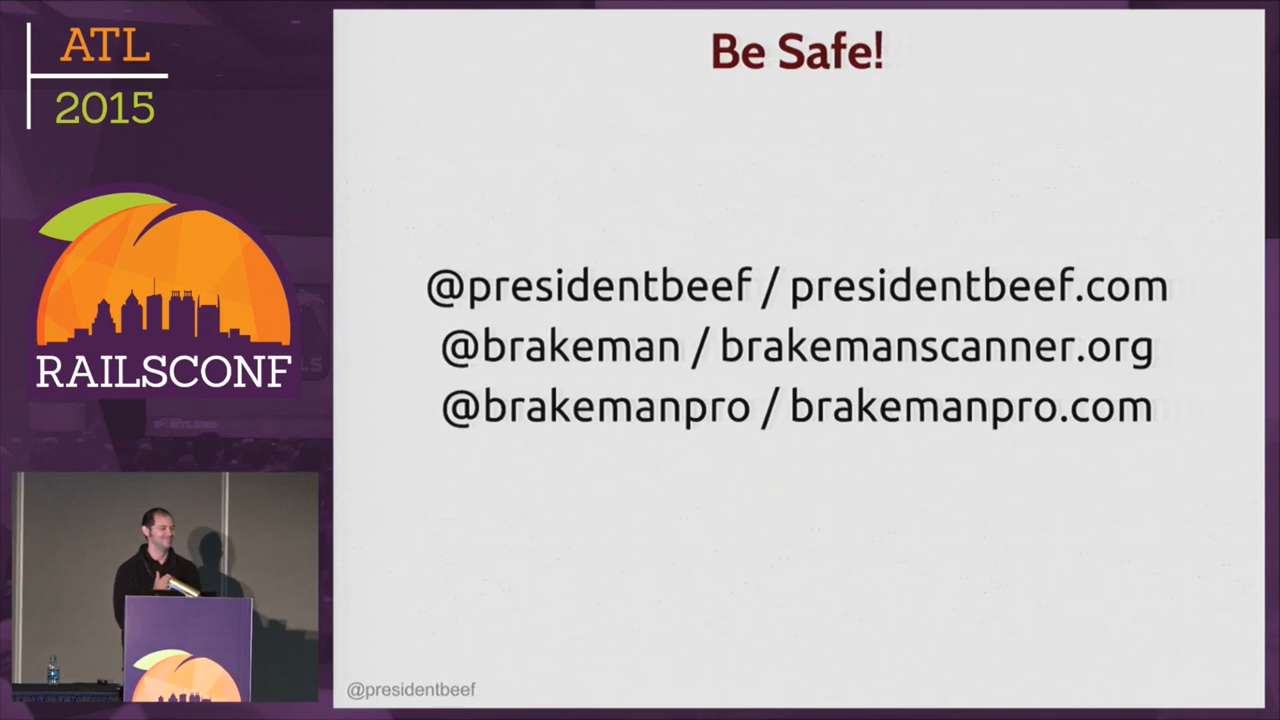 ATL
2015
RAILSCONF
Be Safe!
@presidentbeef / presidentbeef.com
@brakeman / brakemanscanner.org
@brakemanpro / brakemanpro.com
@presidentbeef